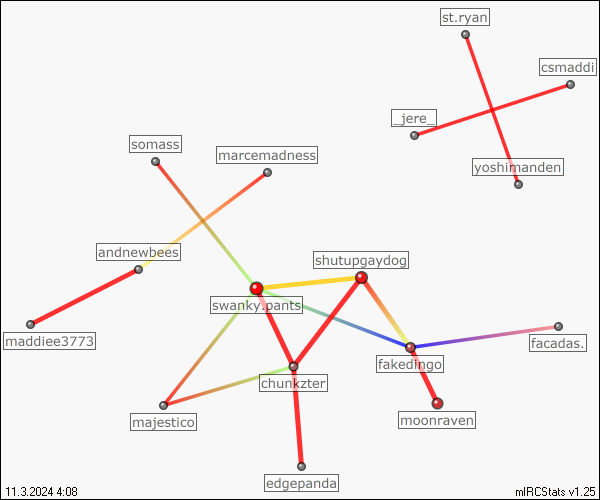 st.ryan
csmaddi
_jere_
somass
marcemadness
yoshimanden
andnewbees
shutupgaydog
swanky.pants
maddiee3773
facadas.
fakedingo
chunkzter
majestico
moonraven
edgepanda
11.3.2024 4:08
mIRCStats v1.25